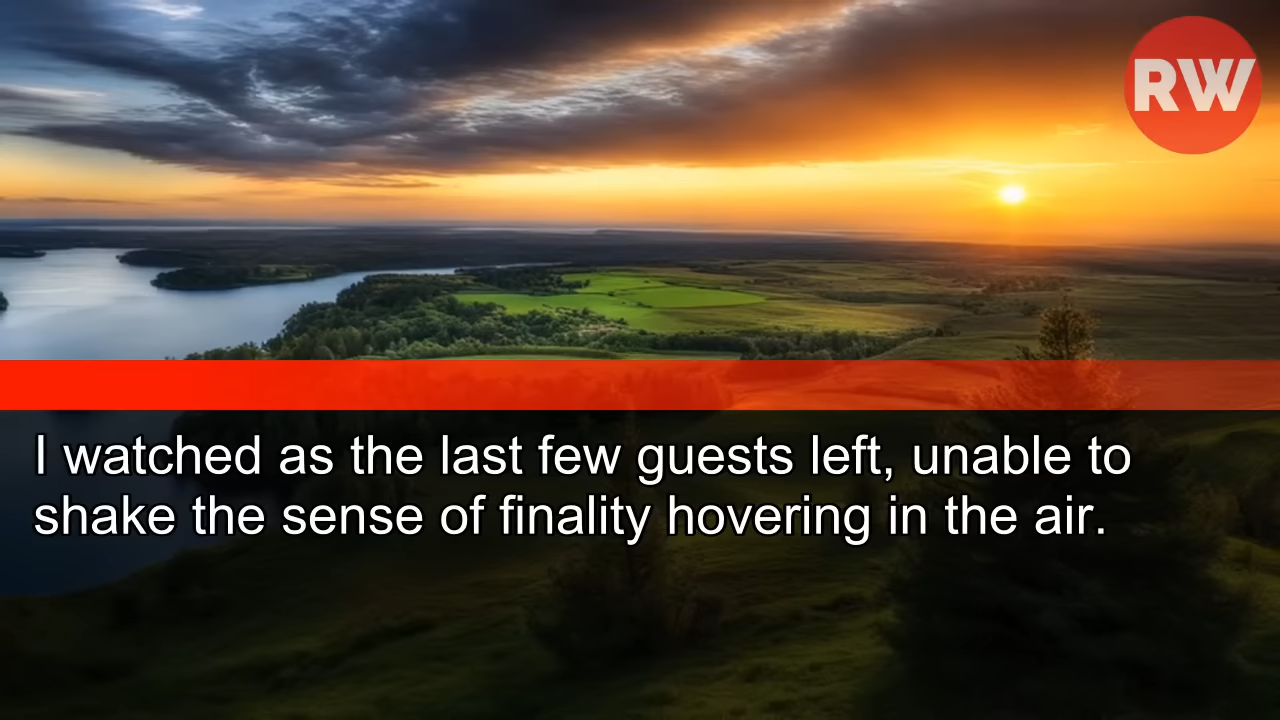 RW
I watched as the last few guests left, unable to
shake the sense of finality hovering in the air.